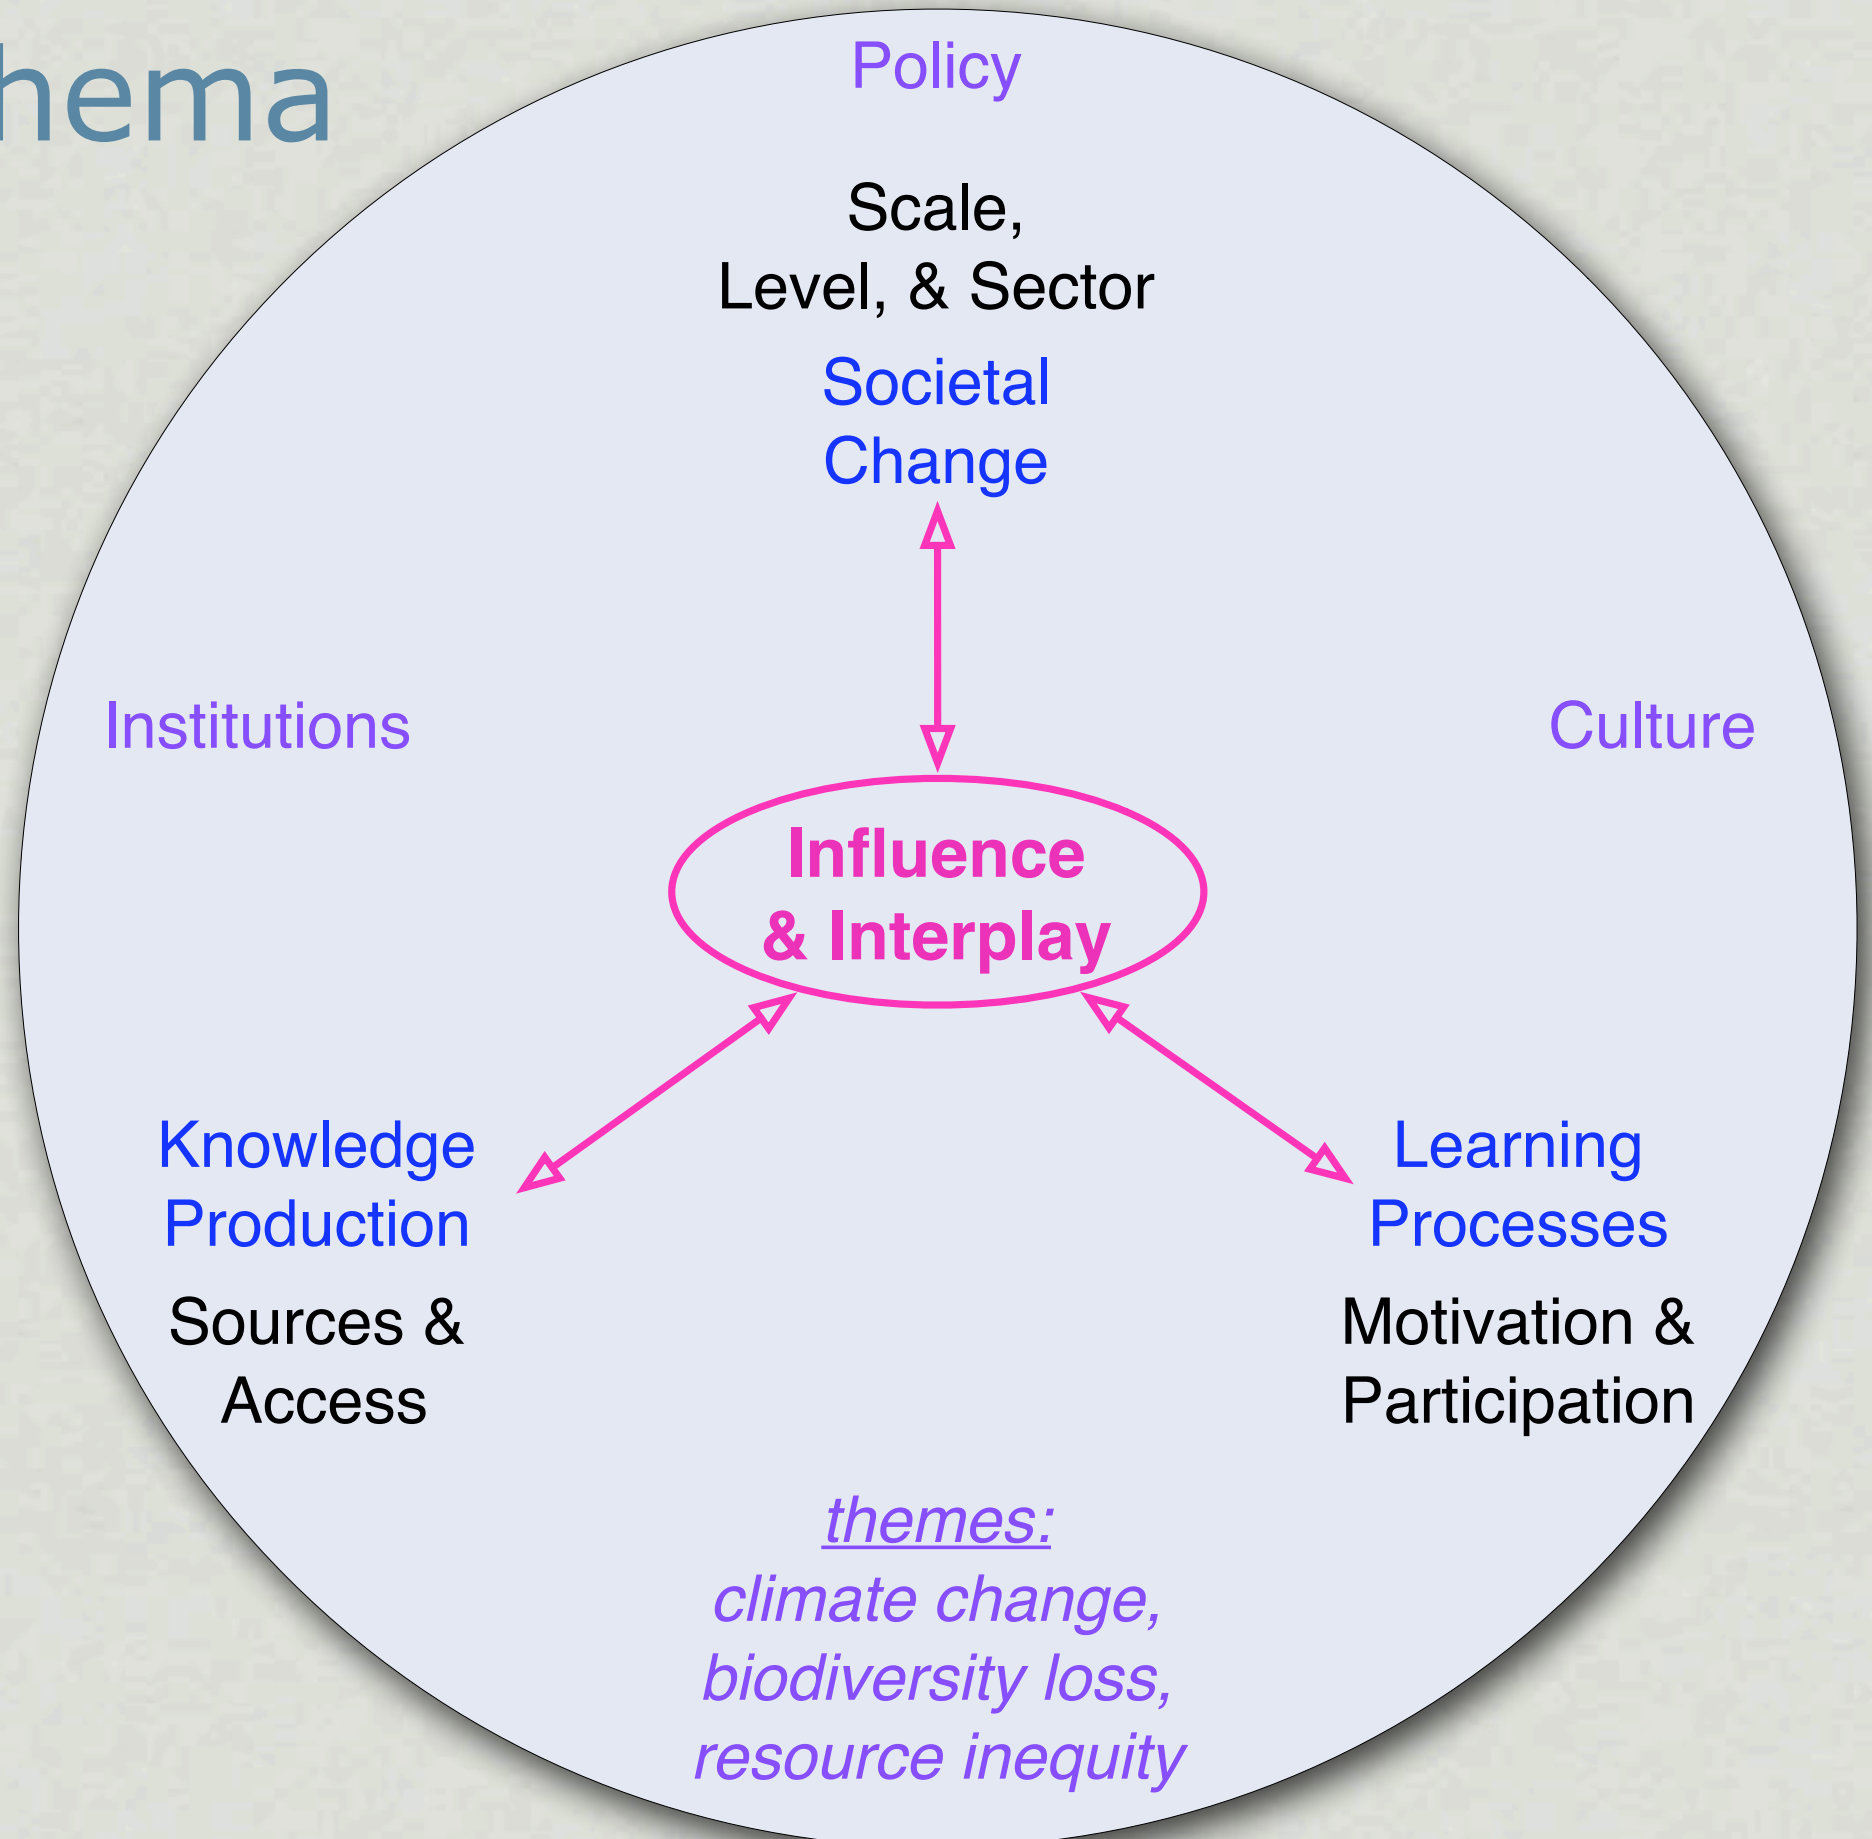 hema
Policy
Scale,
Level, & Sector
Societal
Change
Institutions
Culture
Influence
& Interplay
Knowledge
Production
Sources &
Access
Learning
Processes
Motivation &
Participation
themes:
climate change,
biodiversity loss,
resource inequity